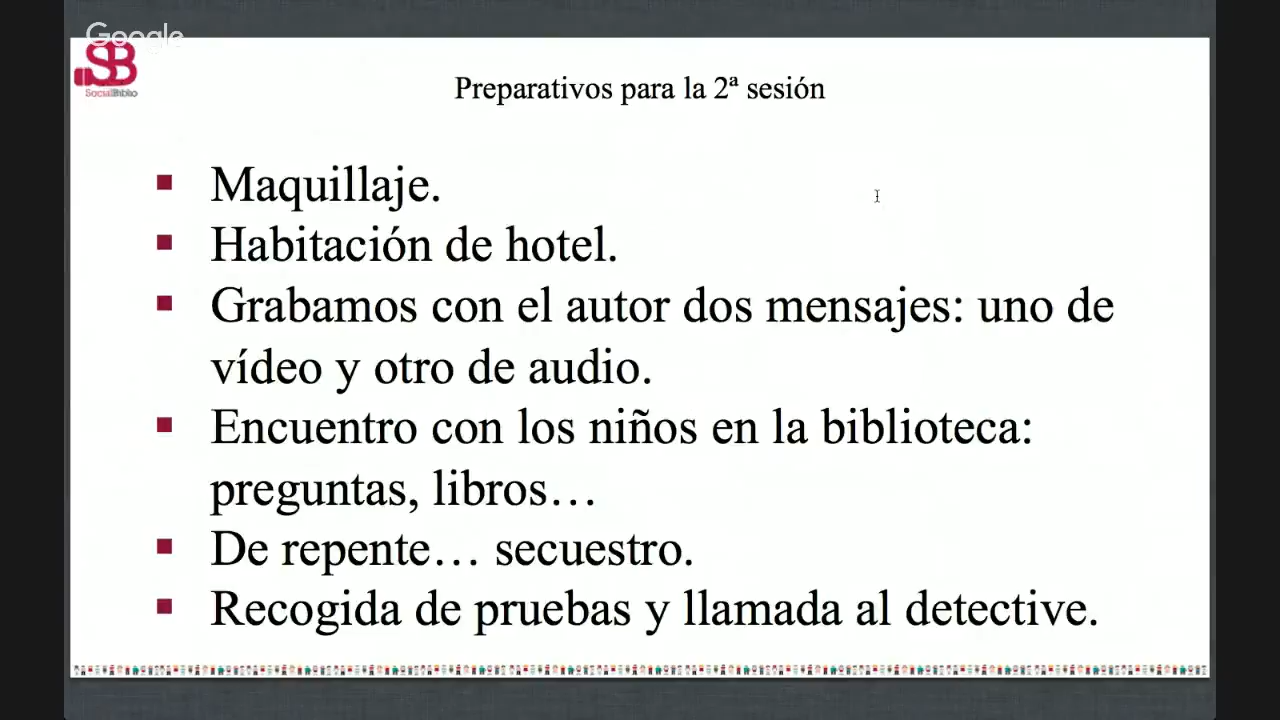 Google
SB
SocialBiblio
Preparativos para la 2ª sesión
Maquillaje.
Habitación de hotel.
Grabamos con el autor dos mensajes: uno de
vídeo y otro de audio.
Encuentro con los niños en la biblioteca:
preguntas, libros…
De repente… secuestro.
Recogida de pruebas y llamada al detective.